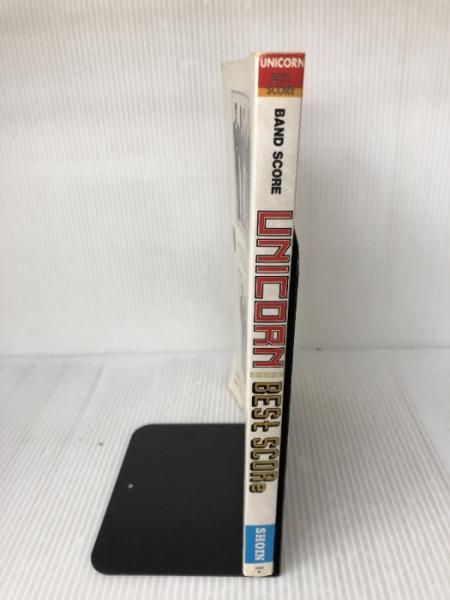 UNICORN
BEST
SCORE
BAND SCORE
UNICORN
BESt SCORe
SHOIN